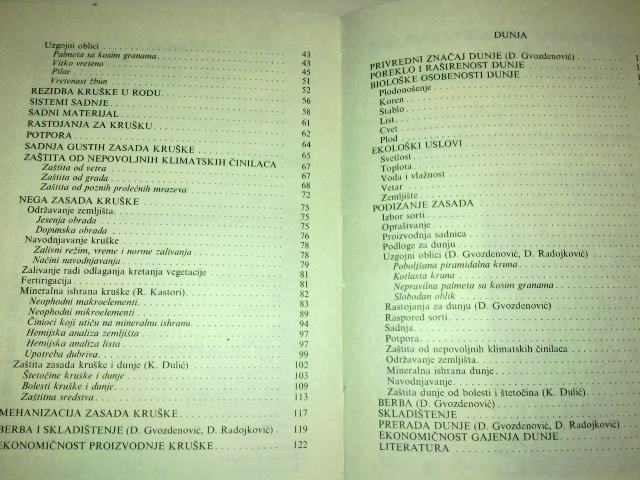 Uzgojni oblici
Palmeta sa kosim granama 43
Vitko vreteno 43
Pilar 45
Vretenast žbun 51
REZIDBA KRUŠKE U RODU 52
SISTEMI SADNJE 56
SADNI MATERIJAL 58
RASTOJANJA ZA KRUŠKU 61
POTPORA 62
SADNJA GUSTIH ZASADA KRUŠKE 64
ZAŠTITA OD NEPOVOLJNIH KLIMATSKIH ČINILACA 65
Zaštita od vetra 67
Zaštita od grada 67
Zaštita od poznih prolećnih mrazeva 68
NEGA ZASADA KRUŠKE 72
Održavanje zemljišta 75
Jesenja obrada 75
Dopunska obrada 75
Navodnjavanje kruške 76
Zalivni režim, vreme i norme zalivanja 78
Načini navodnjavanja 78
Zalivanje radi odlaganja kretanja vegetacije 79
Fertirigacija 81
Mineralna ishrana kruške (R. Kastori) 81
Neophodni makroelementi 82
Neophodni mikroelementi 83
Činioci koji utiču na mineralnu ishranu 89
Hemijska analiza zemljišta 94
Hemijska analiza lista 97
Upotreba đubriva 97
Zaštita zasada kruške i dunje (K. Dulić) 99
Štetočine kruške i dunje 102
Bolesti kruške i dunje 103
Zaštitna sredstva 109
113
MEHANIZACIJA ZASADA KRUŠKE 117
BERBA I SKLADIŠTENJE (D. Gvozdenović, D. Radojković) 119
EKONOMIČNOST PROIZVODNJE KRUŠKE 122
DUNJA
PRIVREDNI ZNAČAJ DUNJE (D. Gvozdenović)
POREKLO I RAŠIRENOST DUNJE
BIOLOŠKE OSOBENOSTI DUNJE
Plodonošenje
Koren
Stablo
List
Cvet
Plod
EKOLOŠKI USLOVI
Svetlost
Toplota
Voda i vlažnost
Vetar
Zemljište
PODIZANJE ZASADA
Izbor sorti
Oprašivanje
Proizvodnja sadnica
Podloge za dunju
Uzgojni oblici (D. Gvozdenović, D. Radojković)
Poboljšana piramidalna kruna
Kotlasta kruna
Nepravilna palmeta sa kosim granama
Slobodan oblik
Rastojanja za dunju (D. Gvozdenović)
Raspored sorti
Sadnja
Potpora
Zaštita od nepovoljnih klimatskih činilaca
Održavanje zemljišta
Mineralna ishrana dunje
Navodnjavanje
Zaštita dunje od bolesti i štetočina (K. Dulić)
BERBA (D. Gvozdenović)
SKLADIŠTENJE
PRERADA DUNJE (D. Gvozdenović, D. Radojković)
EKONOMIČNOST GAJENJA DUNJE
LITERATURA